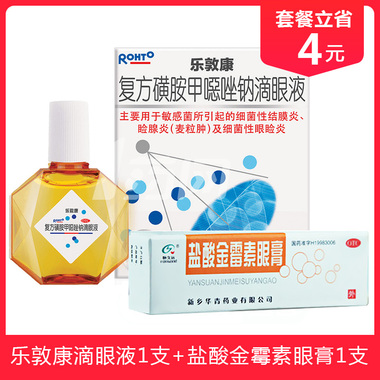 套餐立省
4元
ROHTO
乐敦康
复方磺胺甲噁唑钠滴眼液
主要用于敏感菌所引起的细菌性结膜炎、
睑腺炎(麦粒肿)及细菌性眼睑炎
ROHTO
乐敦康
复方磺胺甲噁唑钠滴眼液
OTC
盐酸金霉素眼膏
YANSUANJINMEISUYANGAO
新乡华青药业有限公司
OTC
外
乐敦康滴眼液1支+盐酸金霉素眼膏1支